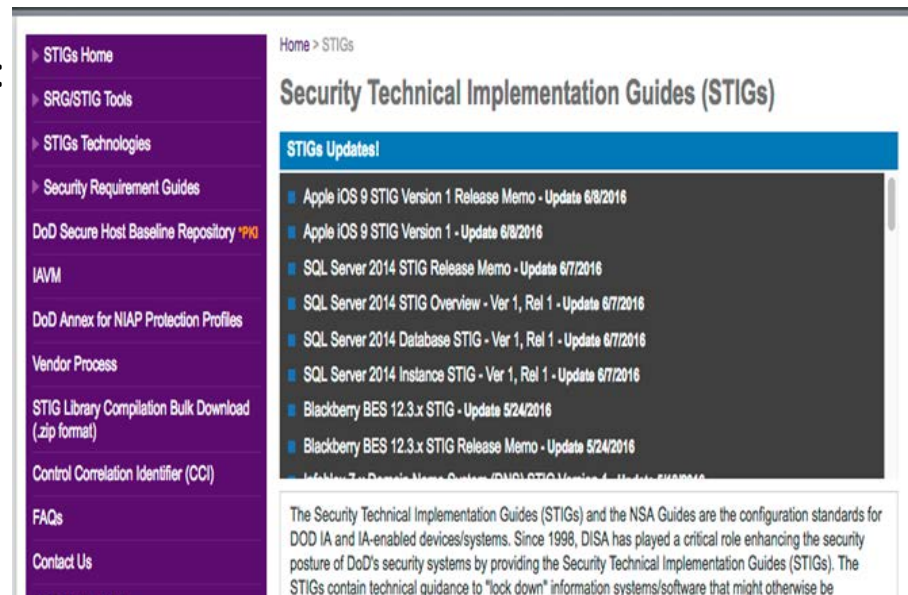 :
STIGs Home
SRG/STIG Tools
STIGs Technologies
Security Requirement Guides
DoD Secure Host Baseline Repository *PKI
IAVM
DoD Annex for NIAP Protection Profiles
Vendor Process
STIG Library Compilation Bulk Download
(.zip format)
Control Correlation Identifier (CCI)
FAQs
Contact Us
Home > STIGs
Security Technical Implementation Guides (STIGs)
STIGs Updates!
Apple iOS 9 STIG Version 1 Release Memo - Update 6/8/2016
Apple iOS 9 STIG Version 1 - Update 6/8/2016
SQL Server 2014 STIG Release Memo - Update 6/7/2016
SQL Server 2014 STIG Overview - Ver 1, Rel 1 - Update 6/7/2016
SQL Server 2014 Database STIG - Ver 1, Rel 1 - Update 6/7/2016
SQL Server 2014 Instance STIG - Ver 1, Rel 1 - Update 6/7/2016
Blackberry BES 12.3.x STIG - Update 5/24/2016
Blackberry BES 12.3.x STIG Release Memo - Update 5/24/2016
The Security Technical Implementation Guides (STIGs) and the NSA Guides are the configuration standards for
DOD IA and IA-enabled devices/systems. Since 1998, DISA has played a critical role enhancing the security
posture of DoD's security systems by providing the Security Technical Implementation Guides (STIGs). The
STIGs contain technical guidance to "lock down" information systems/software that might otherwise be